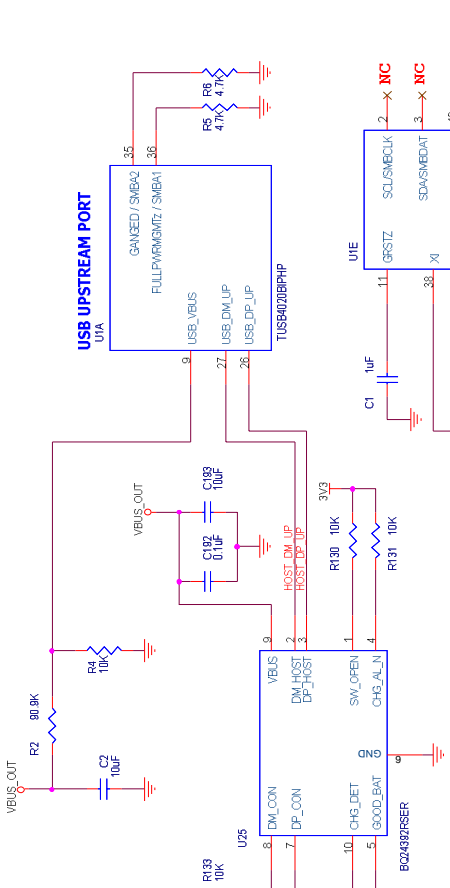 NC
NC
R6
4.7K
R5
4.7K
35
36
2
3
GANGED / SMBA2
FULLPWRMGMTz / SMBA1
SCL/SMBCLK
SDA/SMBDAT
USB UPSTREAM PORT
U1A
USB_VBUS
USB_DM_UP
USB_DP_UP
TUSB4020BIPHP
U1E
GRSTZ
XI
9
27
26
11
38
C1
1uF
VBUS_OUT
C193
10uF
C192
0.1uF
3V3
HOST_DM_UP
HOST_DP_UP
R130
10K
R131
10K
R4
10K
9
2
3
1
4
VBUS
DM_HOST
DP_HOST
SW_OPEN
CHG_AL_N
R2
90.9K
VBUS_OUT
C2
10uF
GND
9
DM_CON
DP_CON
CHG_DET
GOOD_BAT
U25
BQ24392RSER
8
7
10
5
R133
10K